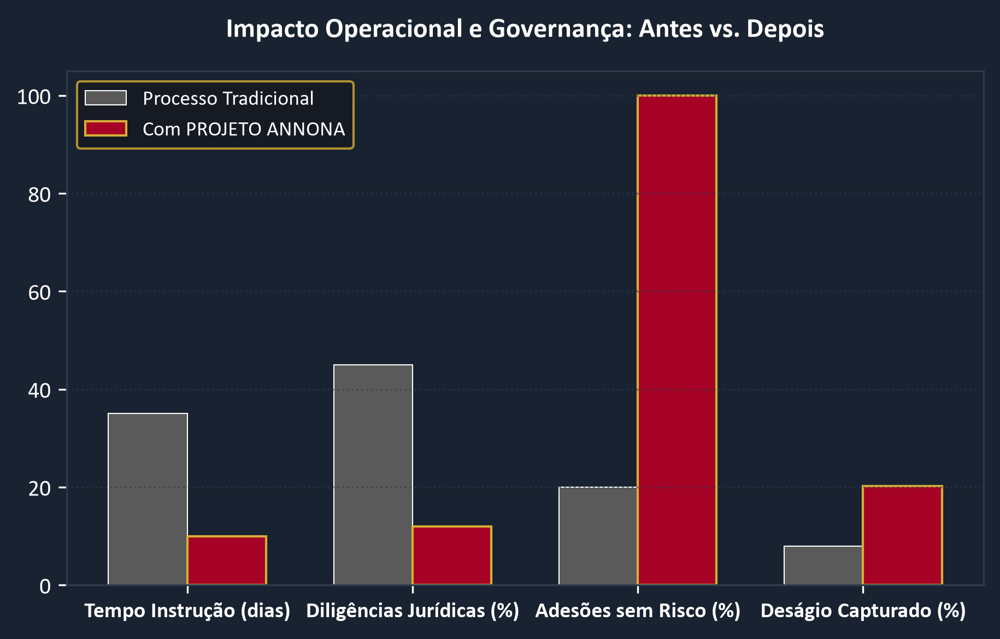 Impacto Operacional e Governança: Antes vs. Depois
Processo Tradicional
Com PROJETO ANNONA
100
80
60
40
20
0
Tempo Instrução (dias) Diligências Jurídicas (%) Adesões sem Risco (%) Deságio Capturado (%)